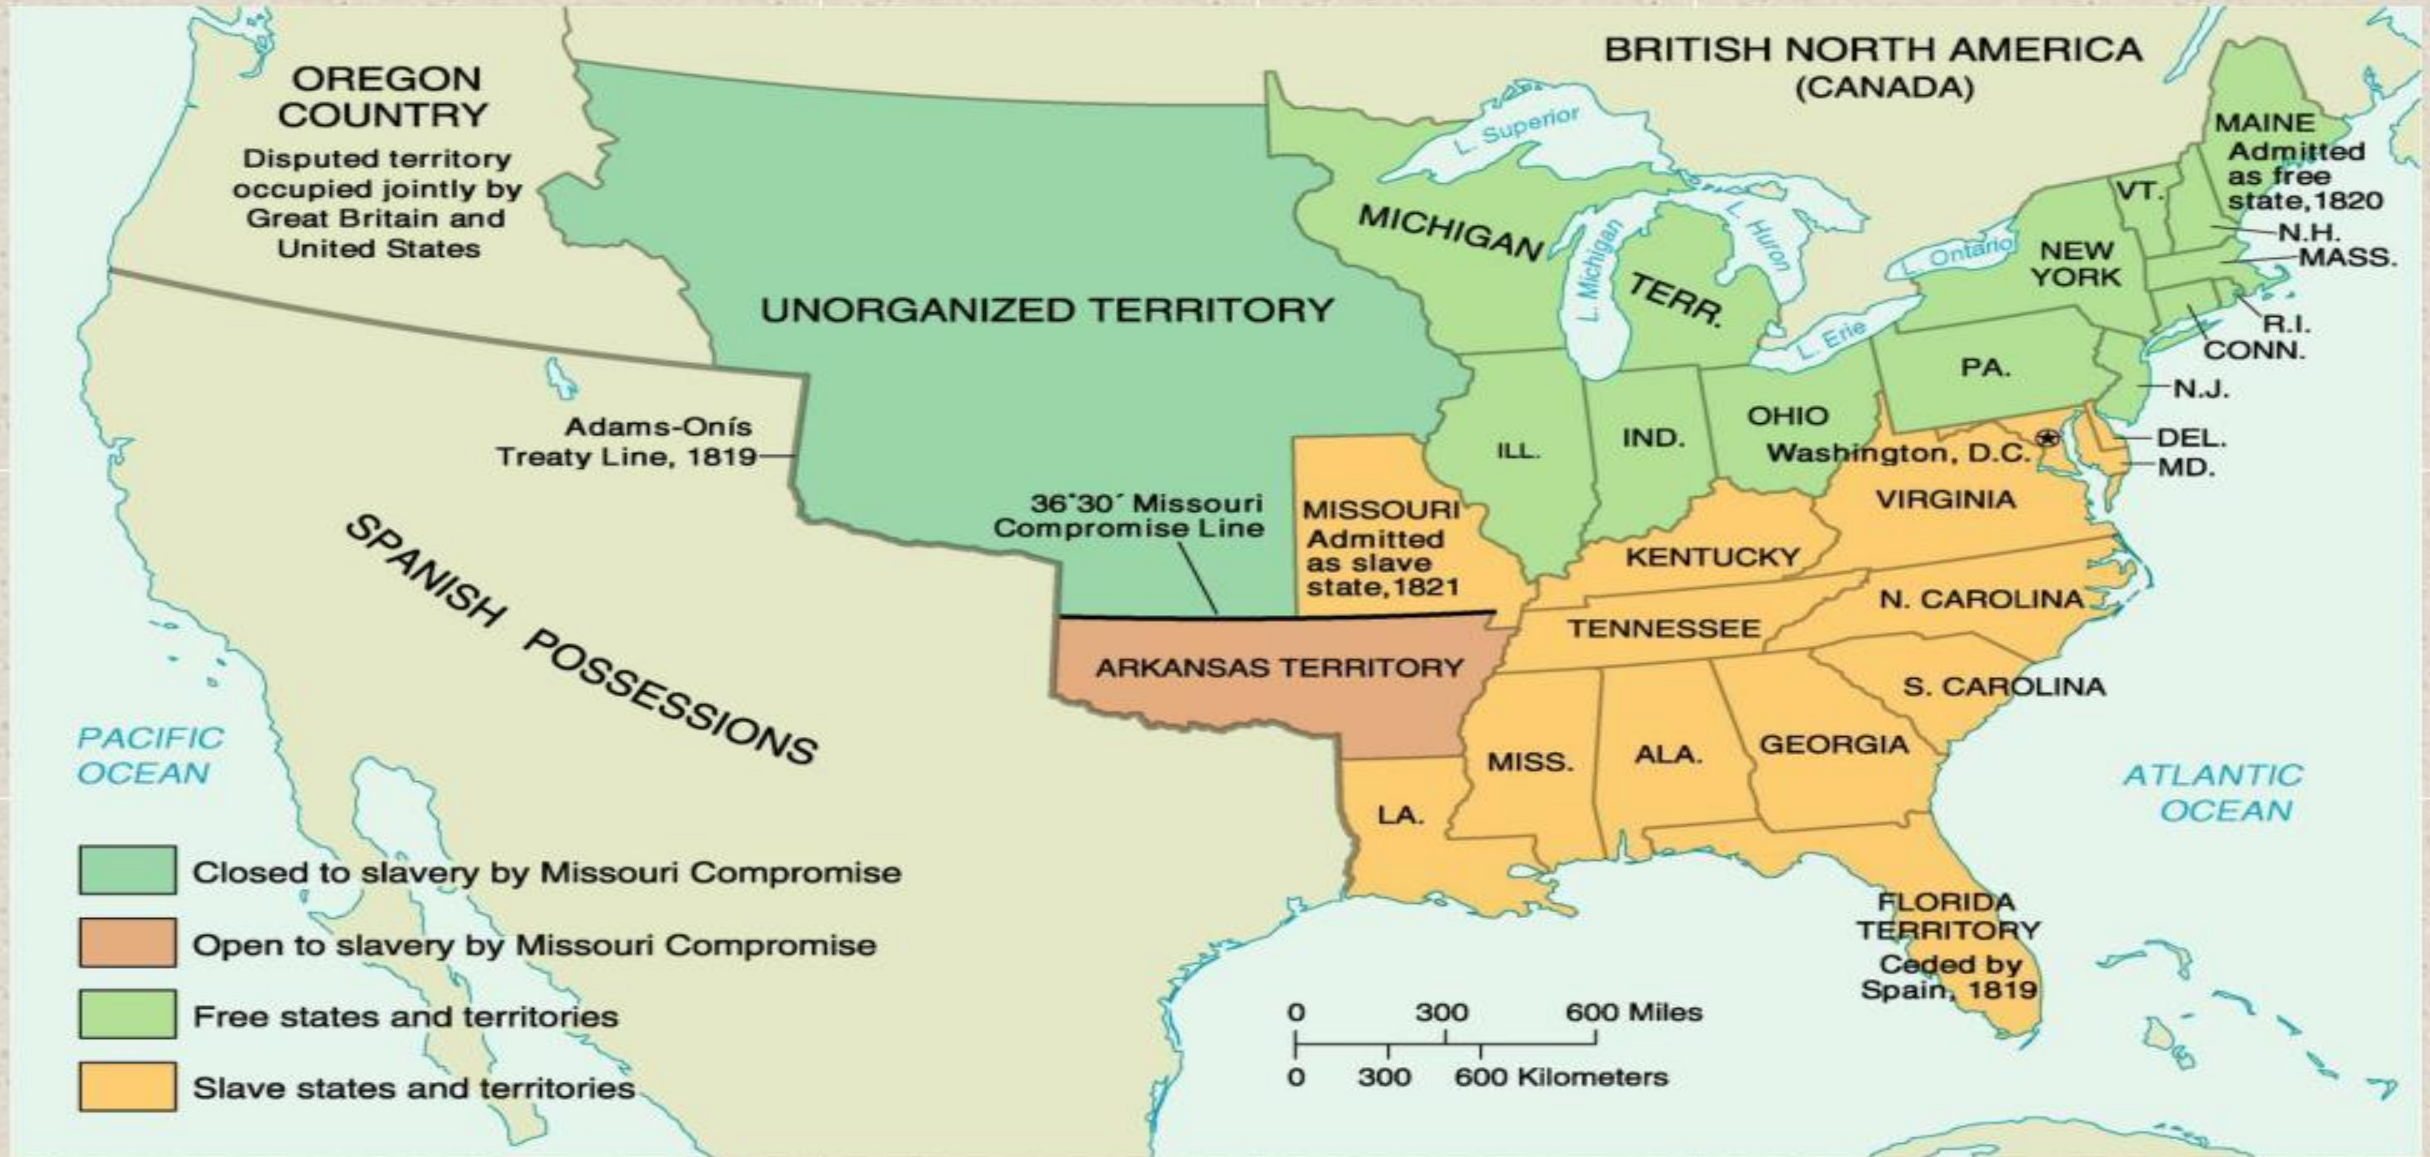 BRITISH NORTH AMERICA
(CANADA)
OREGON
COUNTRY
Disputed territory
occupied jointly by
Great Britain and
United States
L. Superior
MAINE
Admitted
as free
state,1820
VT.
N.H.
MASS.
MICHIGAN
TERR.
L. Michigan
L. Huron
L. Ontario
NEW
YORK
R.I.
CONN.
UNORGANIZED TERRITORY
L. Erie
PA.
N.J.
Adams-Onís
Treaty Line, 1819
ILL.
IND.
OHIO
Washington, D.C.
DEL.
MD.
36°30´ Missouri
Compromise Line
MISSOURI
Admitted
as slave
state,1821
VIRGINIA
KENTUCKY
SPANISH POSSESSIONS
N. CAROLINA
TENNESSEE
ARKANSAS TERRITORY
S. CAROLINA
PACIFIC
OCEAN
MISS.
ALA.
GEORGIA
ATLANTIC
OCEAN
LA.
FLORIDA
TERRITORY
Ceded by
Spain, 1819
Closed to slavery by Missouri Compromise
Open to slavery by Missouri Compromise
Free states and territories
Slave states and territories
0 300 600 Miles
0 300 600 Kilometers